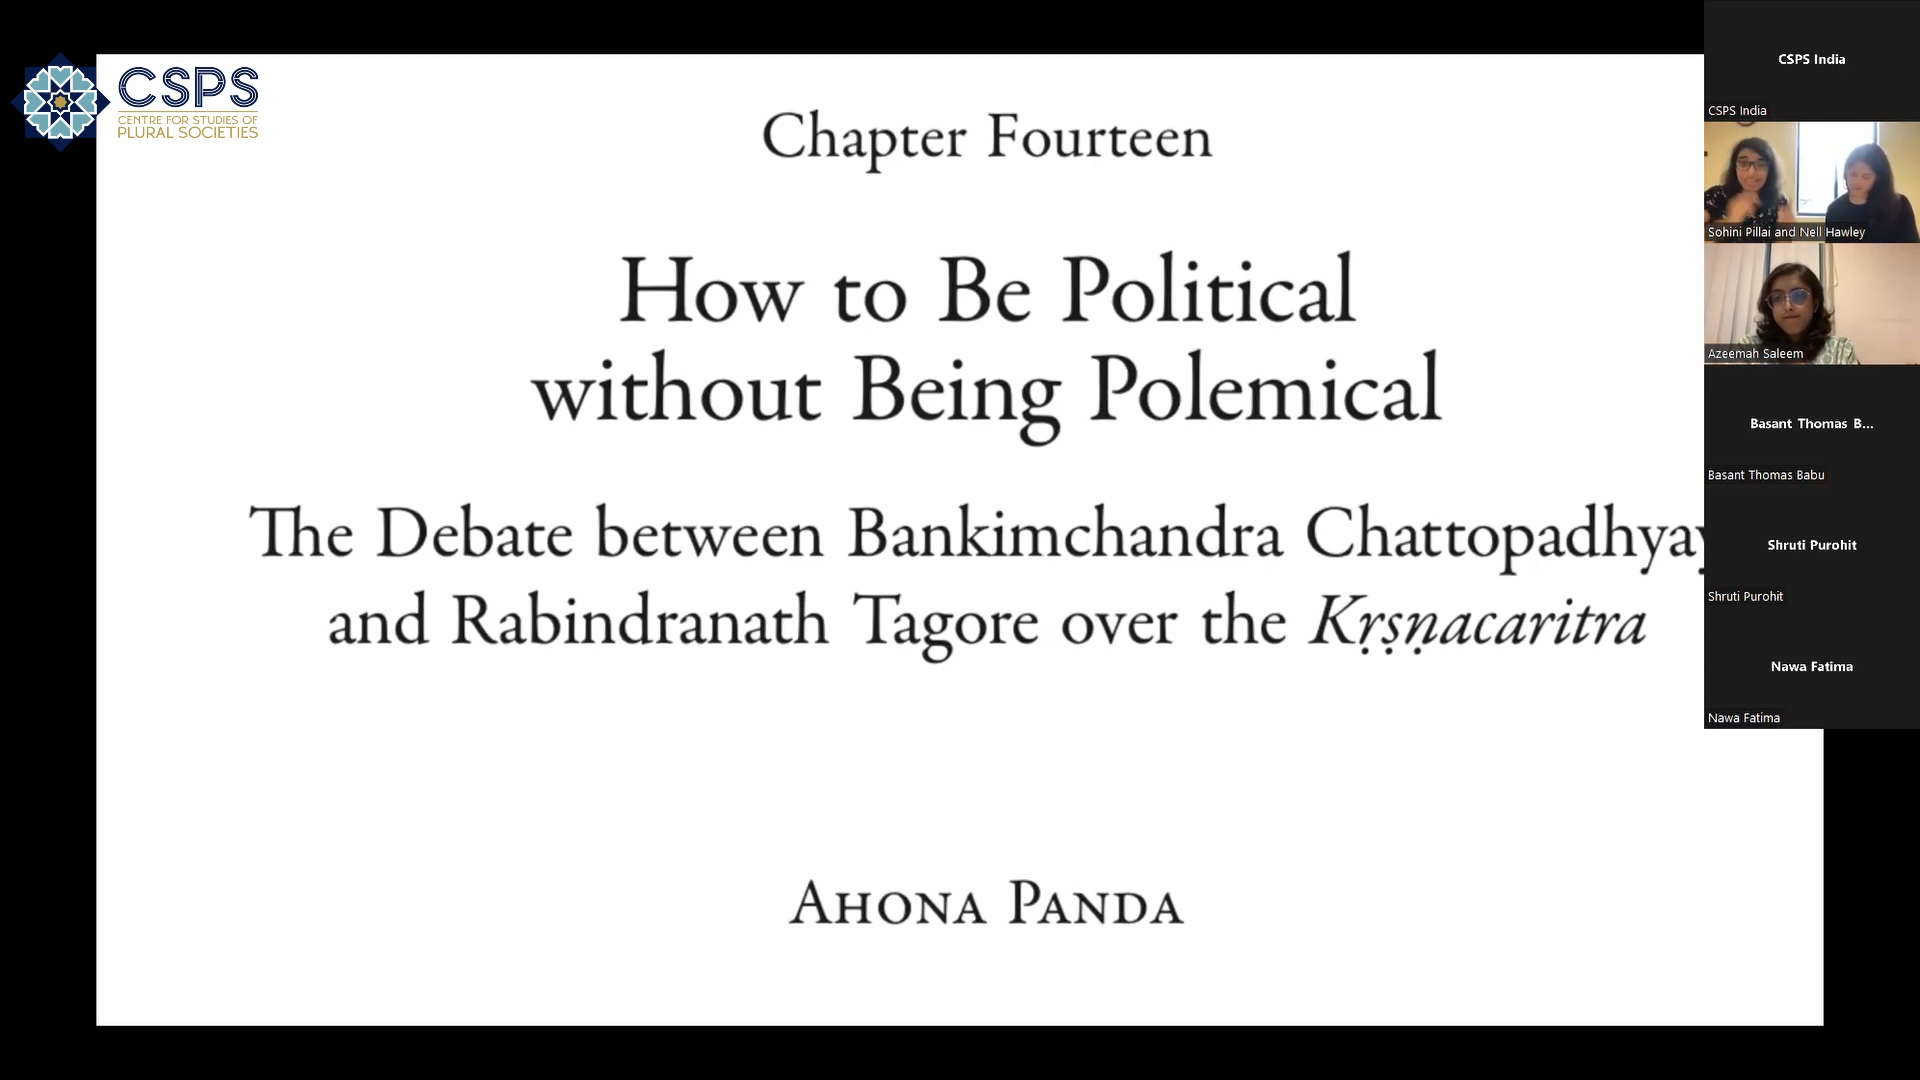 CSPS
CENTRE FOR STUDIES OF
PLURAL SOCIETIES
Chapter Fourteen
How to Be Political
without Being Polemical
The Debate between Bankimchandra Chattopadhyay
and Rabindranath Tagore over the Kṛṣṇacaritra
AHONA PANDA
CSPS India
CSPS India
Sohini Pillai and Nell Hawley
Azeemah Saleem
Basant Thomas B...
Basant Thomas Babu
Shruti Purohit
Shruti Purohit
Nawa Fatima
Nawa Fatima